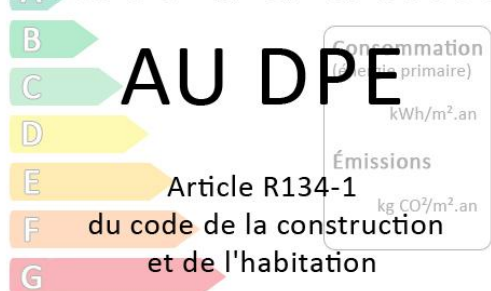 B
C
D
E
F
G
AU DPE
Consommation
(énergie primaire)
kWh/m².an
Émissions
kg CO²/m².an
Article R134-1
du code de la construction
et de l'habitation